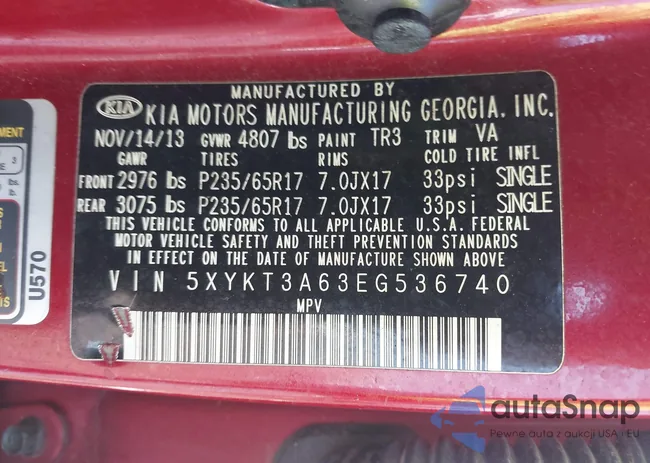 MANUFACTURED BY
KIA KIA MOTORS MANUFACTURING GEORGIA, INC.
NOV/14/13 GVWR 4807 lbs PAINT TR3 TRIM VA
GAWR TIRES RIMS COLD TIRE INFL
FRONT 2976 lbs P235/65R17 7.0JX17 33psi SINGLE
REAR 3075 lbs P235/65R17 7.0JX17 33psi SINGLE
THIS VEHICLE CONFORMS TO ALL APPLICABLE U.S.A. FEDERAL
MOTOR VEHICLE SAFETY AND THEFT PREVENTION STANDARDS
IN EFFECT ON THE DATE OF MANUFACTURE SHOWN ABOVE
VIN 5XYKT3A63EG536740
MPV
U570
autoSnap
Pewne auta z aukcji USA i EU